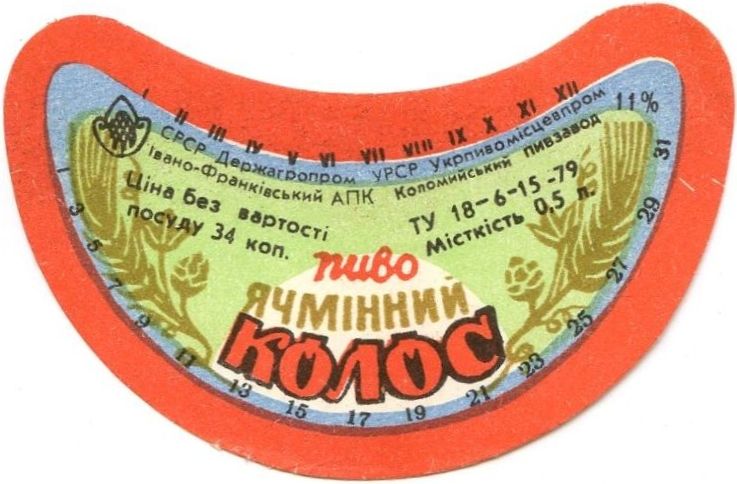 I II III IV V VI VII VIII IX X XI XII
СРСР Держагропром УРСР Укрпивомісцевпром 11%
Івано-Франківський АПК Коломийський пивзавод
Ціна без вартості
посуду 34 коп.
ТУ 18-6-15-79
Місткість 0,5 л.
пиво
ЯЧМІННИЙ
КОЛОС
1 3 5 7 9 11 13 15 17 19 21 23 25 27 29 31